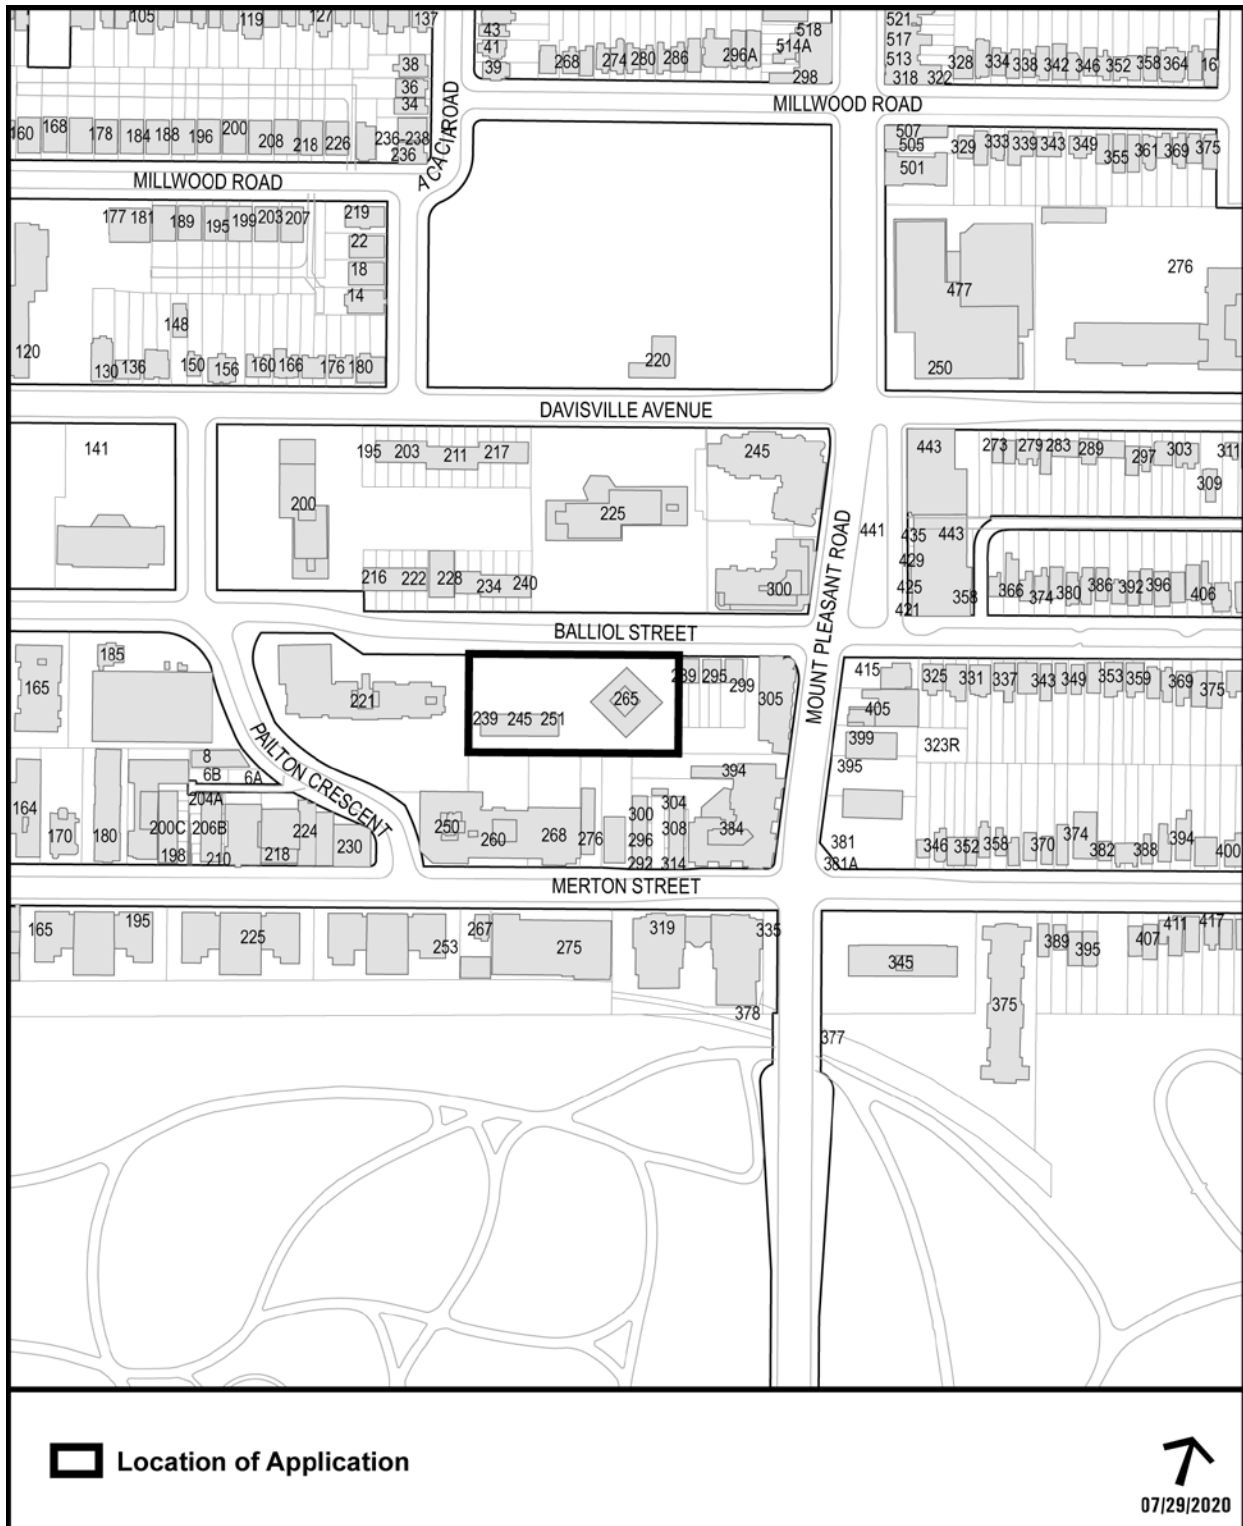 105 119 127 137
43 518
41 514A
39 268 274 280 286 296A 298
521
517
513
318 322 328 334 338 342 346 352 358 364 16
38
36
34
MILLWOOD ROAD
ACACIA ROAD
160 168 178 184 188 196 200 208 218 226 236-238
236
507
505
501
329 333 339 343 349 355 361 369 375
MILLWOOD ROAD
177 181 189 195 199 203 207 219
22
18
14
148
120 130 136 150 156 160 166 176 180
220
477
250
276
DAVISVILLE AVENUE
141
200
195 203 211 217
225
245
443 273 279 283 289 297 303 311
309
441
435 443
429
425
421
358 366 374 380 386 392 396 406
216 222 228 234 240
300
MOUNT PLEASANT ROAD
BALLIOL STREET
165 185
221
239 245 251 265
289 295 299 305
415
405
399
395
325 331 337 343 349 353 359 369 375
323R
PAILTON CRESCENT
8
6B 6A
204A
164 170 180 200C 206B 224
198 210 218 230
250 260 268 276
300 304
296 308
292 314
394
384
381
381A
346 352 358 370 374 382 388 394 400
MERTON STREET
165 195 225 253 267 275 319 335
378
345
375
389 395 407 411 417
377
Location of Application
07/29/2020